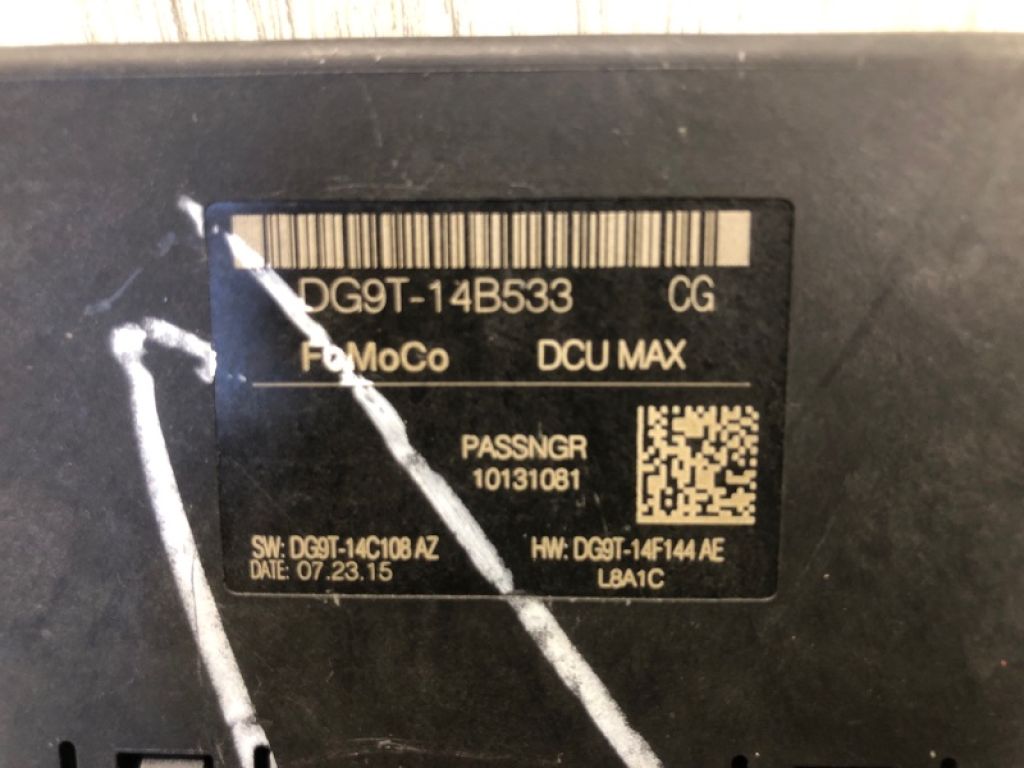 DG9T-14B533 CG
FoMoCo DCU MAX
PASSNGR
10131081
SW: DG9T-14C108 AZ HW: DG9T-14F144 AE
DATE: 07.23.15 L8A1C